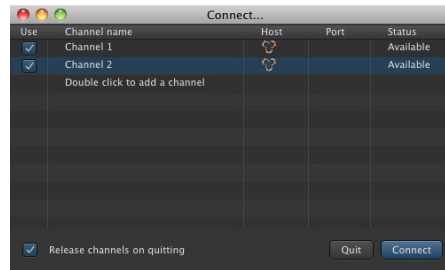 Connect...
Use Channel name Host Port Status
Channel 1 Available
Channel 2 Available
Double click to add a channel
Release channels on quitting Quit Connect